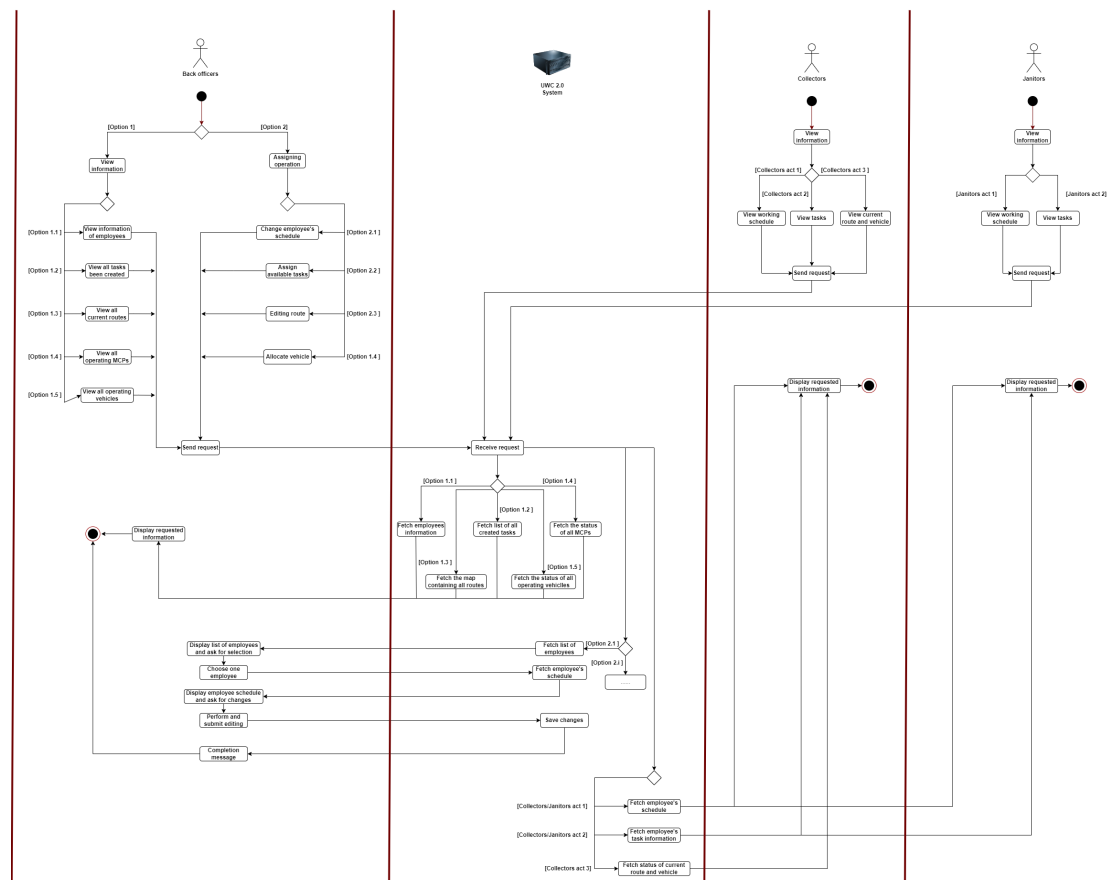 Back officers
UWC 2.0
System
Collectors
Janitors
[Option 1]
[Option 2]
View
information
Assigning
operation
View
information
View
information
[Collectors act 1]
[Collectors act 3 ]
[Collectors act 2]
[Janitors act 1]
[Janitors act 2]
View working
schedule
View tasks
View current
route and vehicle
View working
schedule
View tasks
Send request
Send request
[Option 1.1 ]
View information
of employees
Change employee's
schedule
[Option 2.1 ]
[Option 1.2 ]
View all tasks
been created
Assign
available tasks
[Option 2.2 ]
[Option 1.3 ]
View all
current routes
Editing route
[Option 2.3 ]
[Option 1.4 ]
View all
operating MCPs
Allocate vehicle
[Option 1.4 ]
[Option 1.5 ]
View all operating
vehicles
Display requested
information
Display requested
information
Send request
Receive request
[Option 1.1 ]
[Option 1.4 ]
[Option 1.2 ]
Fetch employees
information
Fetch list of all
created tasks
Fetch the status
of all MCPs
Display requested
information
[Option 1.3 ]
[Option 1.5 ]
Fetch the map
containing all routes
Fetch the status of all
operating vehiclles
Display list of employees
and ask for selection
Fetch list of
employees
[Option 2.1 ]
[Option 2.i ]
Choose one
employee
Fetch employee's
schedule
......
Display employee schedule
and ask for changes
Perform and
submit editing
Save changes
Completion
message
[Collectors/Janitors act 1]
Fetch employee's
schedule
[Collectors/Janitors act 2]
Fetch employee's
task information
[Collectors act 3]
Fetch status of current
route and vehicle